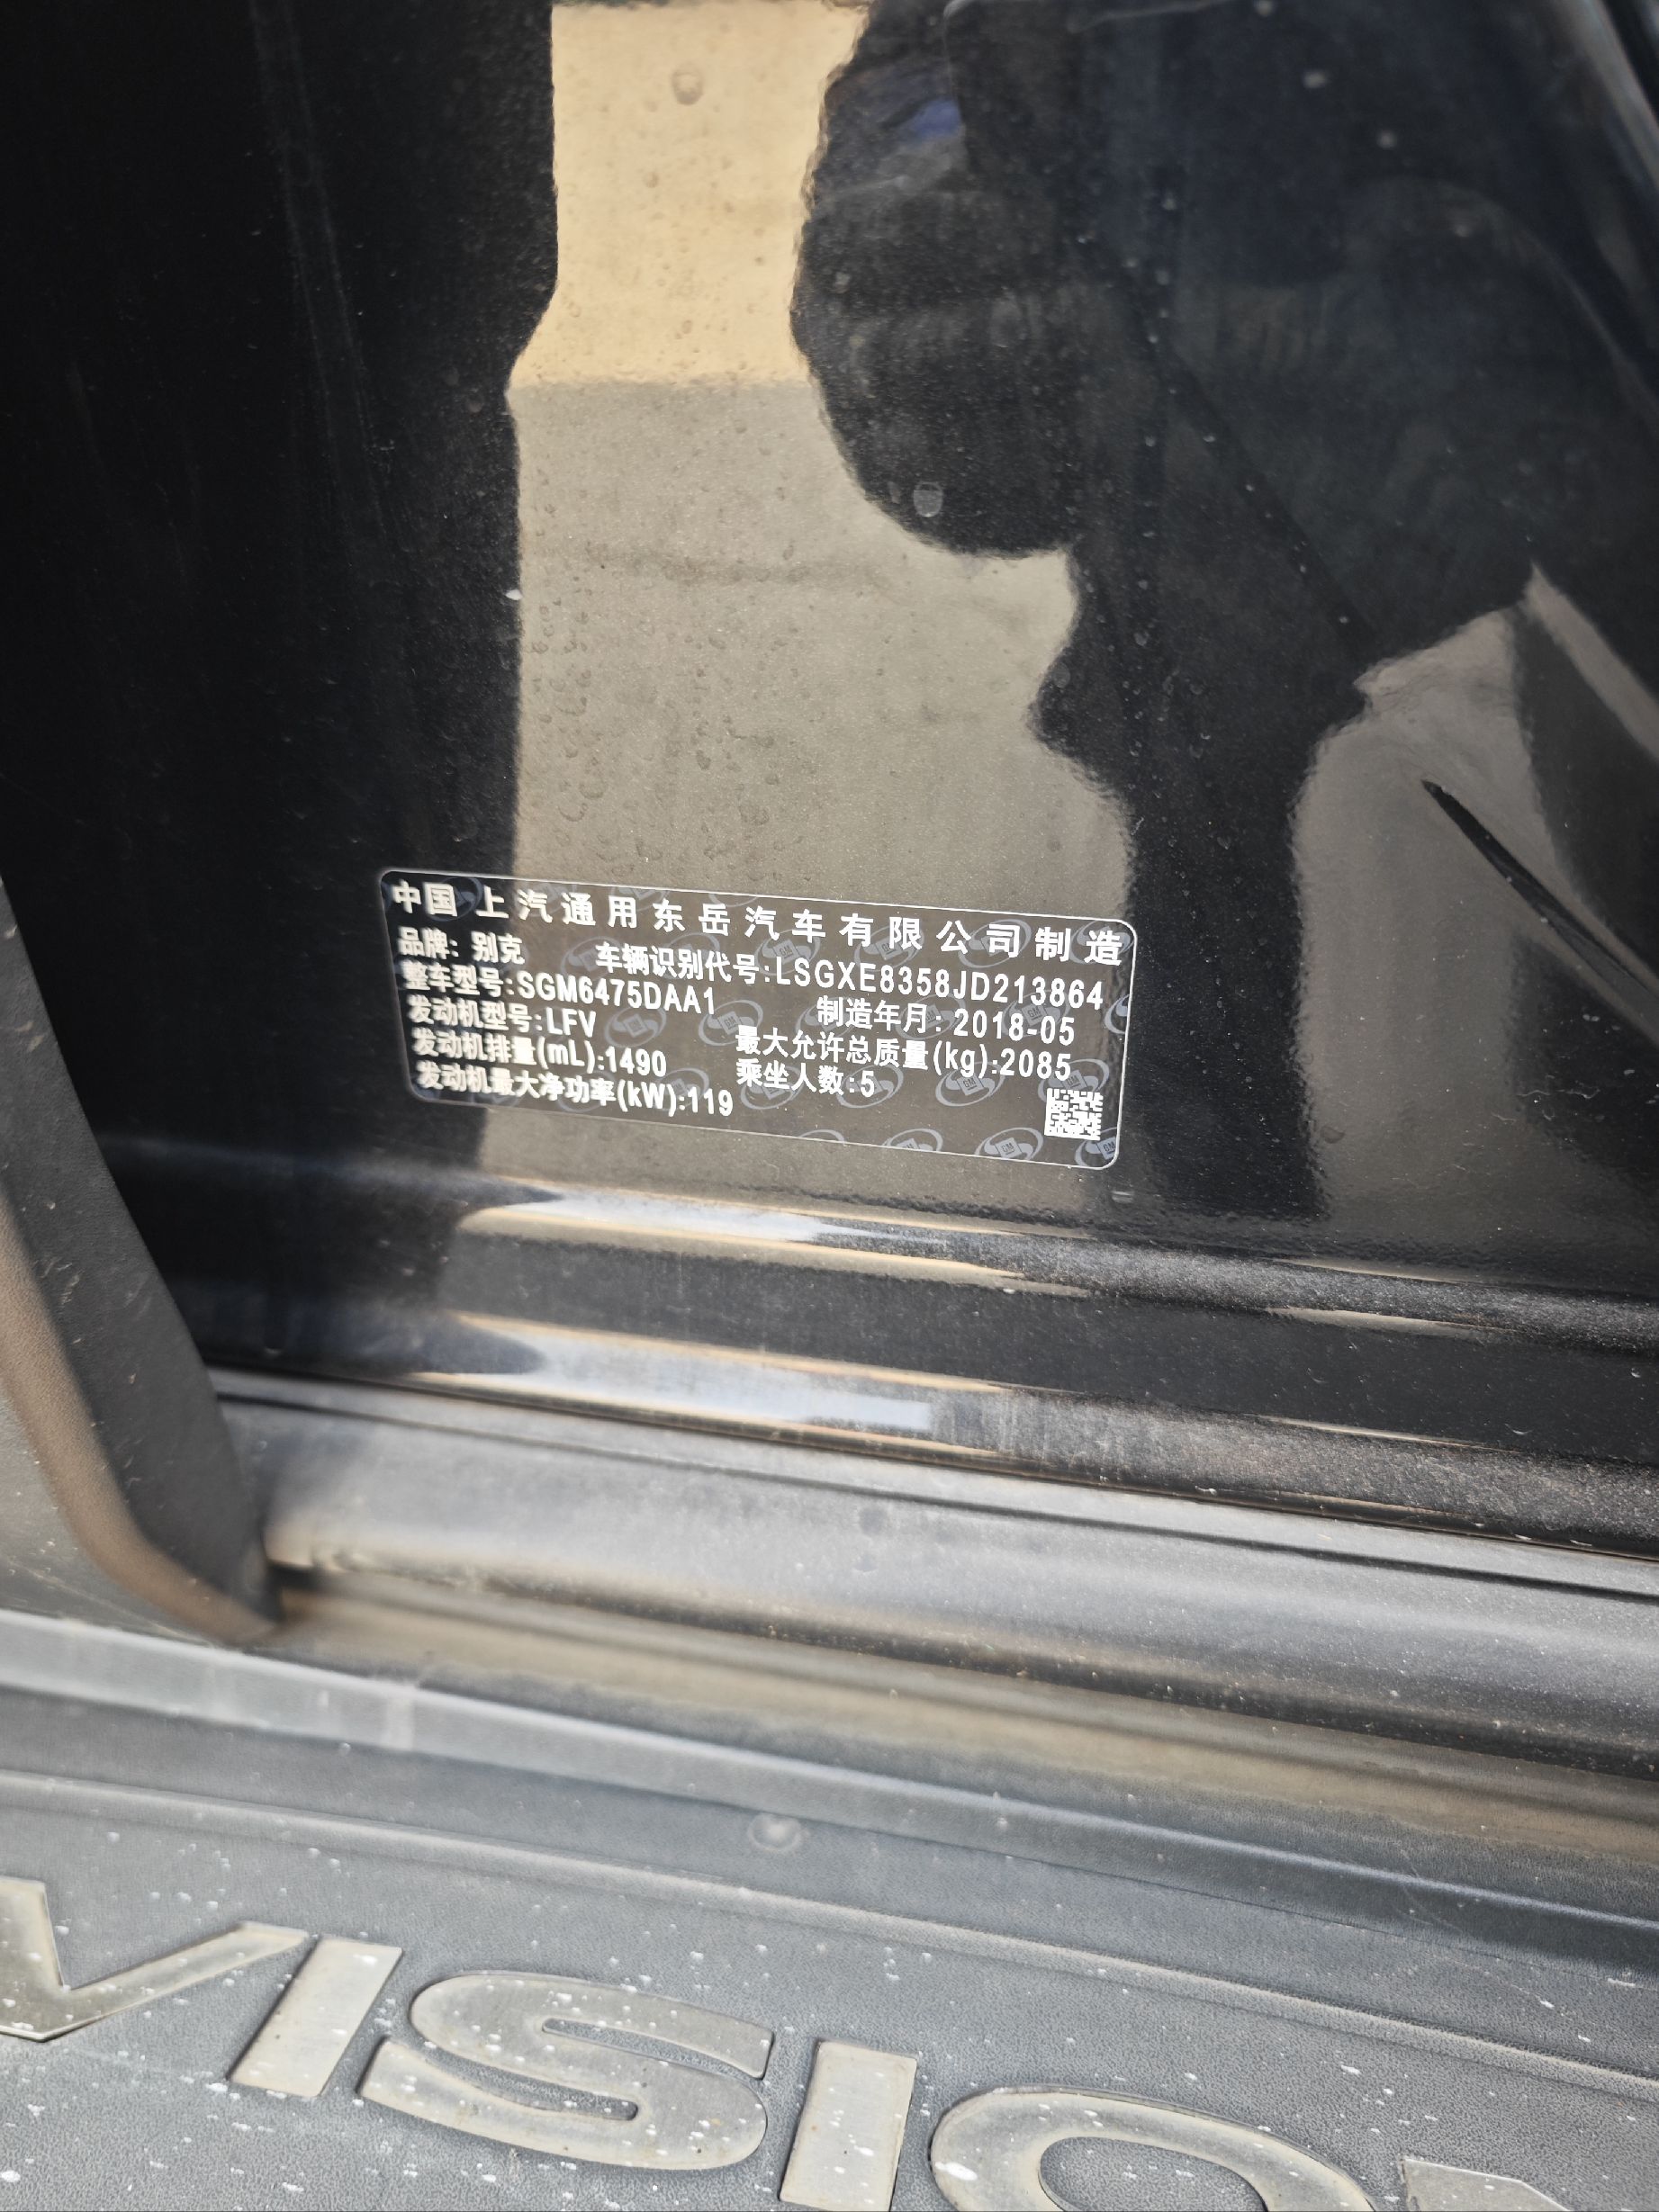 中国 上汽通用东岳汽车有限公司制造
品牌: 别克 车辆识别代号:LSGXE8358JD213864
整车型号:SGM6475DAA1 制造年月: 2018-05
发动机型号:LFV 最大允许总质量(kg):2085
发动机排量(mL):1490 乘坐人数:5
发动机最大净功率(kW):119
VISION